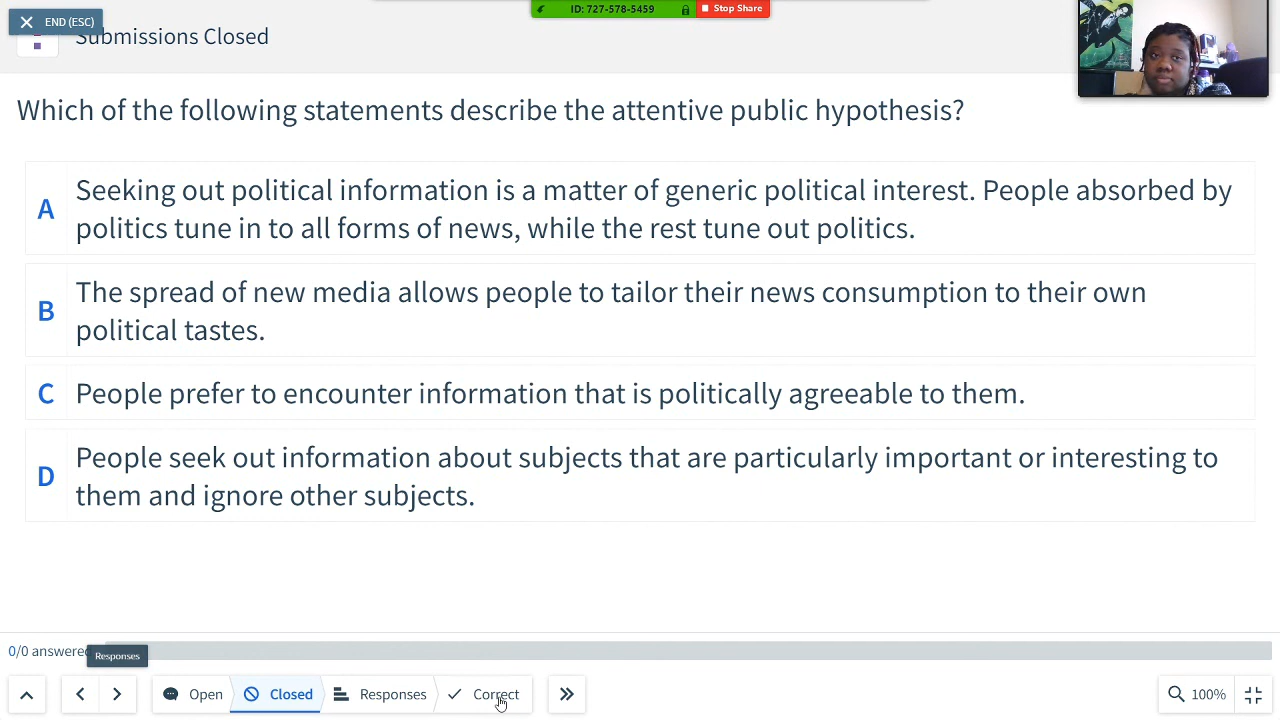 END (ESC)
ID: 727-578-5459
Stop Share
Submissions Closed
Which of the following statements describe the attentive public hypothesis?
A
Seeking out political information is a matter of generic political interest. People absorbed by
politics tune in to all forms of news, while the rest tune out politics.
B
The spread of new media allows people to tailor their news consumption to their own
political tastes.
C
People prefer to encounter information that is politically agreeable to them.
D
People seek out information about subjects that are particularly important or interesting to
them and ignore other subjects.
0/0 answered
Responses
Open
Closed
Responses
Correct
100%